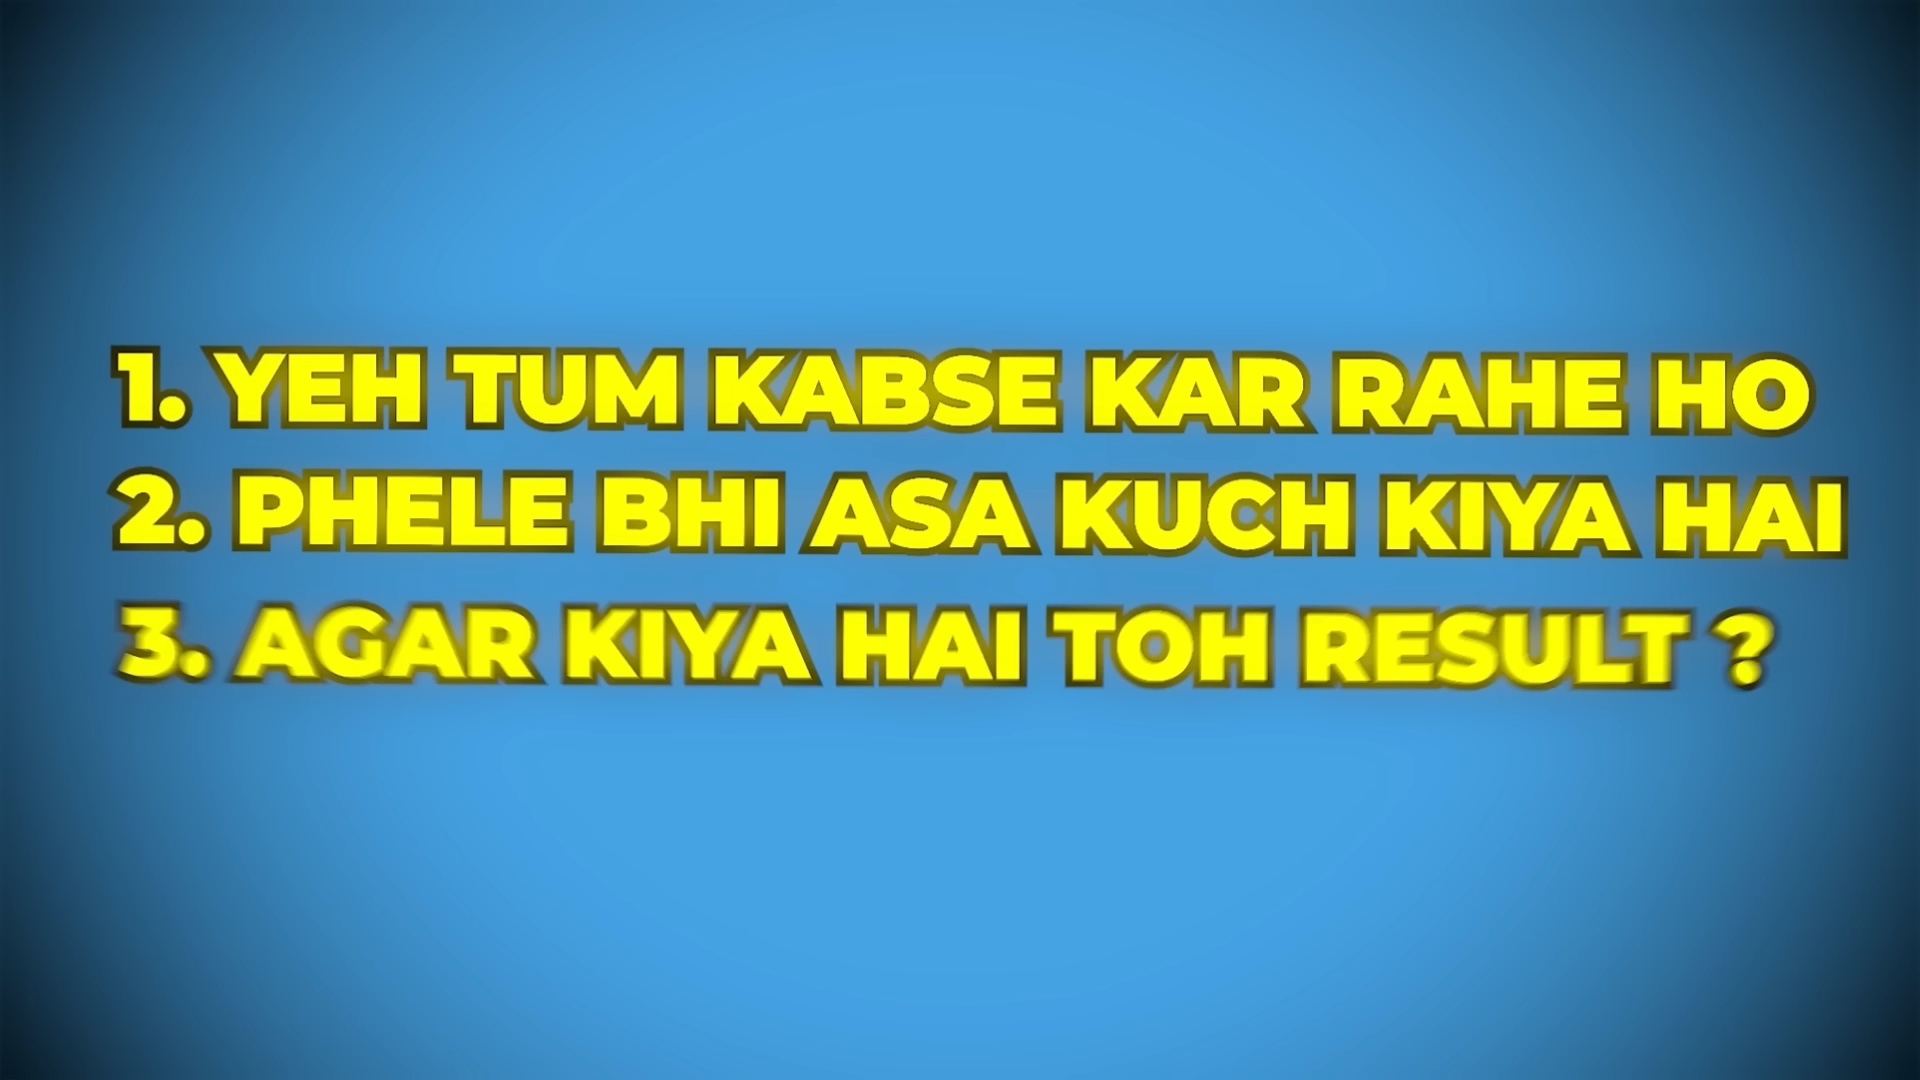 1. YEH TUM KABSE KAR RAHE HO
2. PHELE BHI ASA KUCH KIYA HAI
3. AGAR KIYA HAI TOH RESULT ?